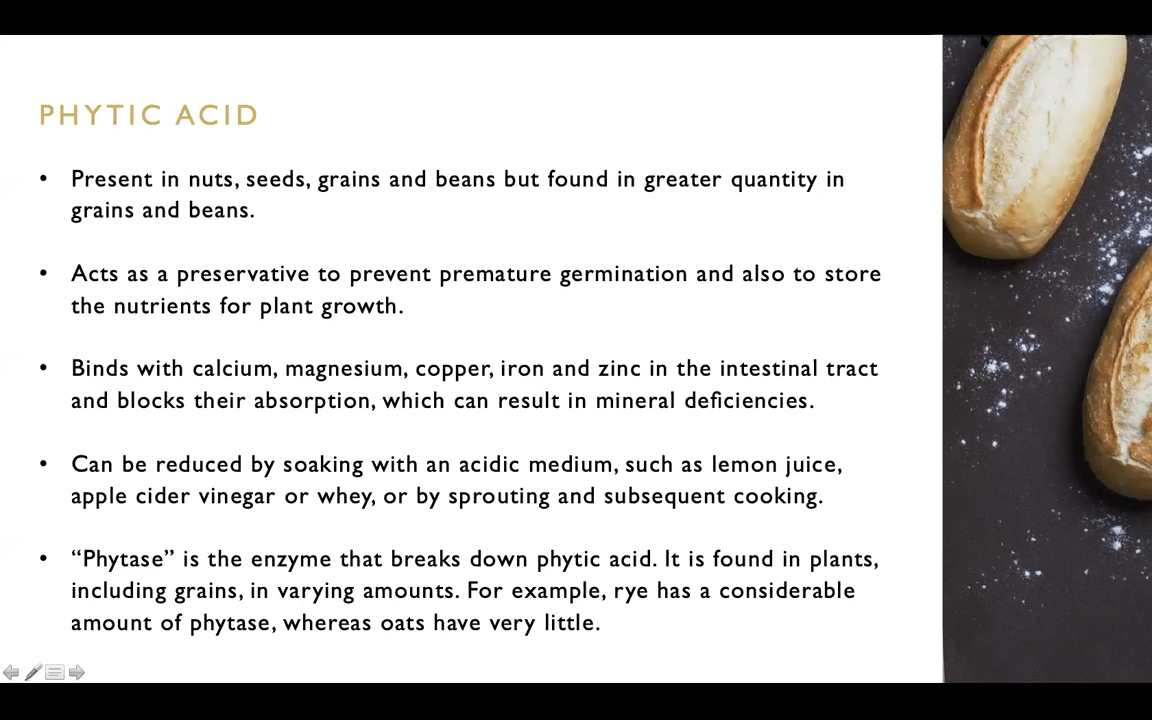 PHYTIC ACID
• Present in nuts, seeds, grains and beans but found in greater quantity in
grains and beans.
• Acts as a preservative to prevent premature germination and also to store
the nutrients for plant growth.
• Binds with calcium, magnesium, copper, iron and zinc in the intestinal tract
and blocks their absorption, which can result in mineral deficiencies.
• Can be reduced by soaking with an acidic medium, such as lemon juice,
apple cider vinegar or whey, or by sprouting and subsequent cooking.
• “Phytase” is the enzyme that breaks down phytic acid. It is found in plants,
including grains, in varying amounts. For example, rye has a considerable
amount of phytase, whereas oats have very little.